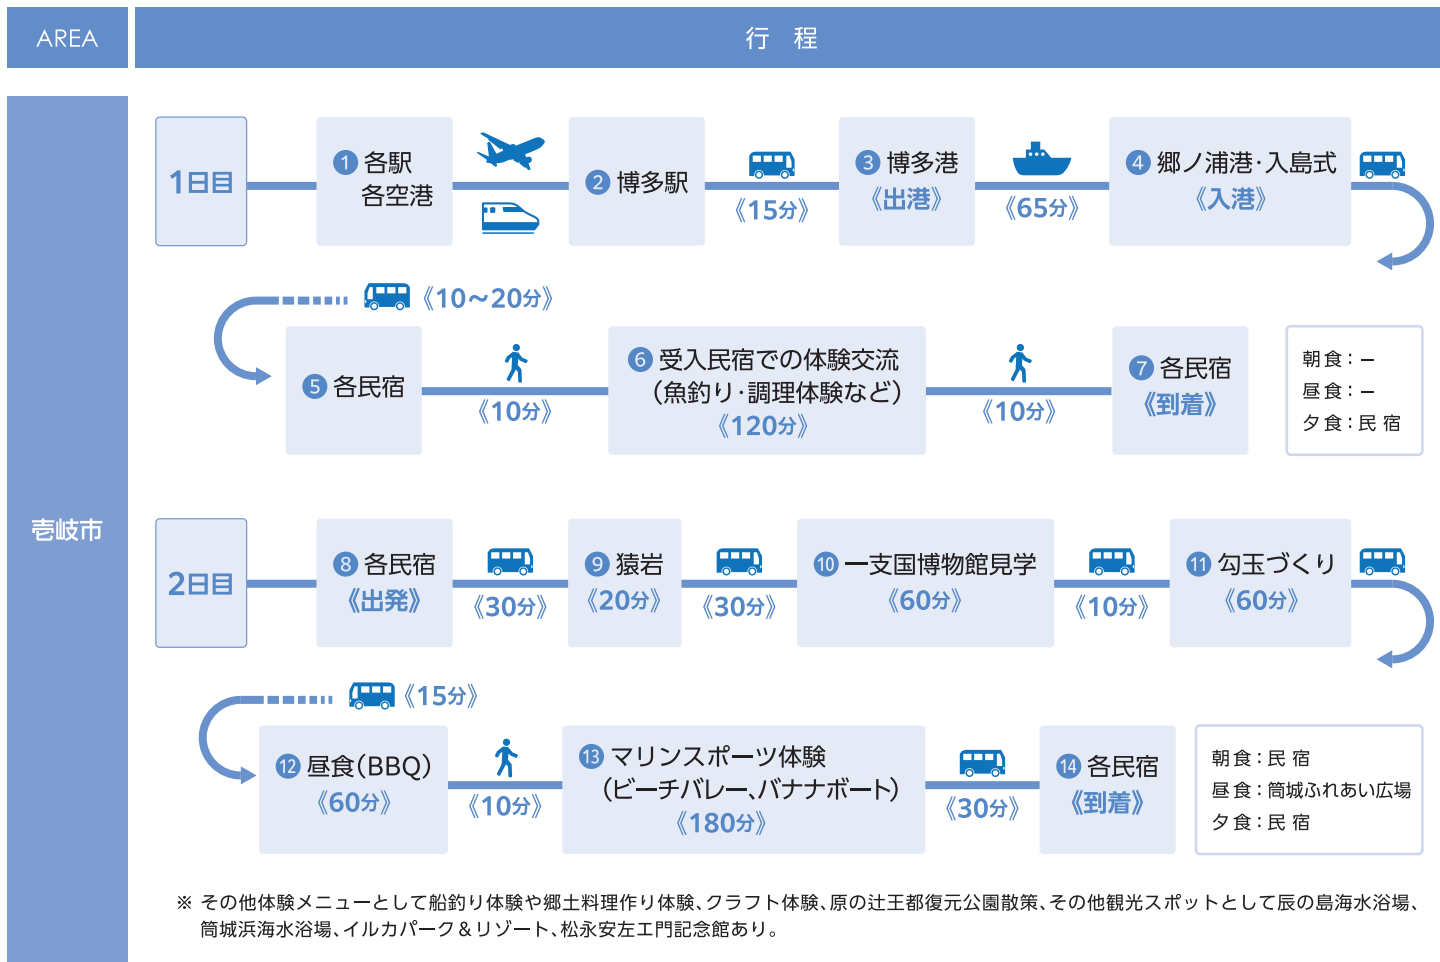 AREA
行 程
壱岐市
1日目
1 各駅
各空港
2 博多駅
《15分》
3 博多港
《出港》
《65分》
4 郷ノ浦港・入島式
《入港》
《10～20分》
5 各民宿
《10分》
6 受入民宿での体験交流
（魚釣り・調理体験など）
《120分》
《10分》
7 各民宿
《到着》
朝食：－
昼食：－
夕食：民宿
2日目
8 各民宿
《出発》
《30分》
9 猿岩
《20分》
《30分》
10 一支国博物館見学
《60分》
《10分》
11 勾玉づくり
《60分》
《15分》
12 昼食（BBQ）
《60分》
《10分》
13 マリンスポーツ体験
（ビーチバレー、バナナボート）
《180分》
《30分》
14 各民宿
《到着》
朝食：民宿
昼食：筒城ふれあい広場
夕食：民宿
※ その他体験メニューとして船釣り体験や郷土料理作り体験、クラフト体験、原の辻王都復元公園散策、その他観光スポットとして辰の島海水浴場、
筒城浜海水浴場、イルカパーク＆リゾート、松永安左エ門記念館あり。